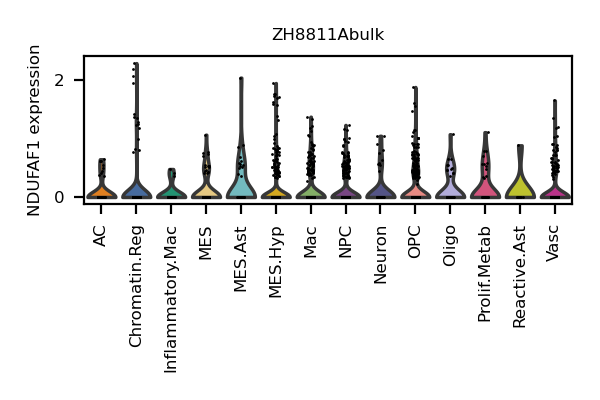 ZH8811Abulk
NDUFAF1 expression
2
0
AC
Chromatin.Reg
Inflammatory.Mac
MES
MES.Ast
MES.Hyp
Mac
NPC
Neuron
OPC
Oligo
Prolif.Metab
Reactive.Ast
Vasc